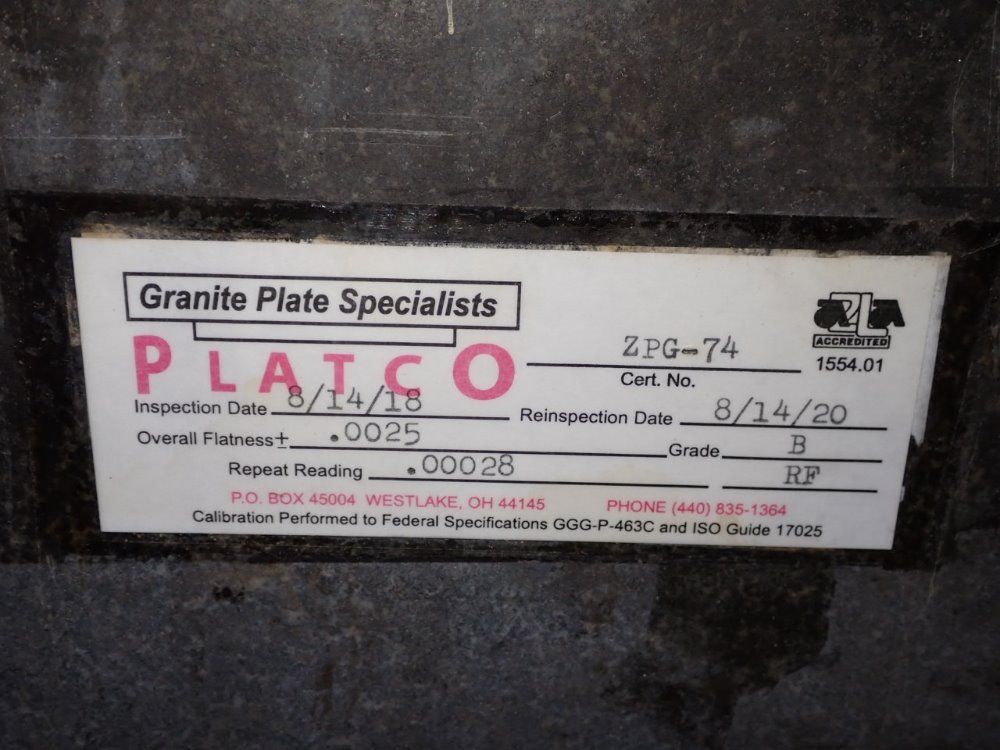 Granite Plate Specialists
PLATCO
A2LA
ACCREDITED
1554.01
ZPG-74
Cert. No.
Inspection Date 8/14/18 Reinspection Date 8/14/20
Overall Flatness± .0025 Grade B
Repeat Reading .00028 RF
P.O. BOX 45004 WESTLAKE, OH 44145 PHONE (440) 835-1364
Calibration Performed to Federal Specifications GGG-P-463C and ISO Guide 17025